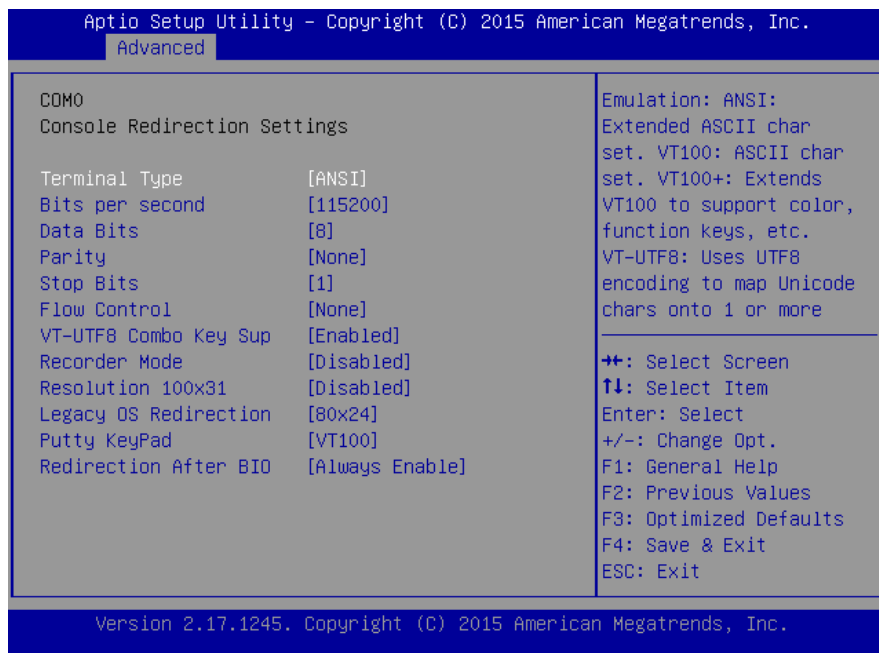 Aptio Setup Utility – Copyright (C) 2015 American Megatrends, Inc.
Advanced
COM0
Console Redirection Settings
Terminal Type [ANSI]
Bits per second [115200]
Data Bits [8]
Parity [None]
Stop Bits [1]
Flow Control [None]
VT-UTF8 Combo Key Sup [Enabled]
Recorder Mode [Disabled]
Resolution 100x31 [Disabled]
Legacy OS Redirection [80x24]
Putty KeyPad [VT100]
Redirection After BIO [Always Enable]
Emulation: ANSI:
Extended ASCII char
set. VT100: ASCII char
set. VT100+: Extends
VT100 to support color,
function keys, etc.
VT-UTF8: Uses UTF8
encoding to map Unicode
chars onto 1 or more
→←: Select Screen
↑↓: Select Item
Enter: Select
+/-: Change Opt.
F1: General Help
F2: Previous Values
F3: Optimized Defaults
F4: Save & Exit
ESC: Exit
Version 2.17.1245. Copyright (C) 2015 American Megatrends, Inc.